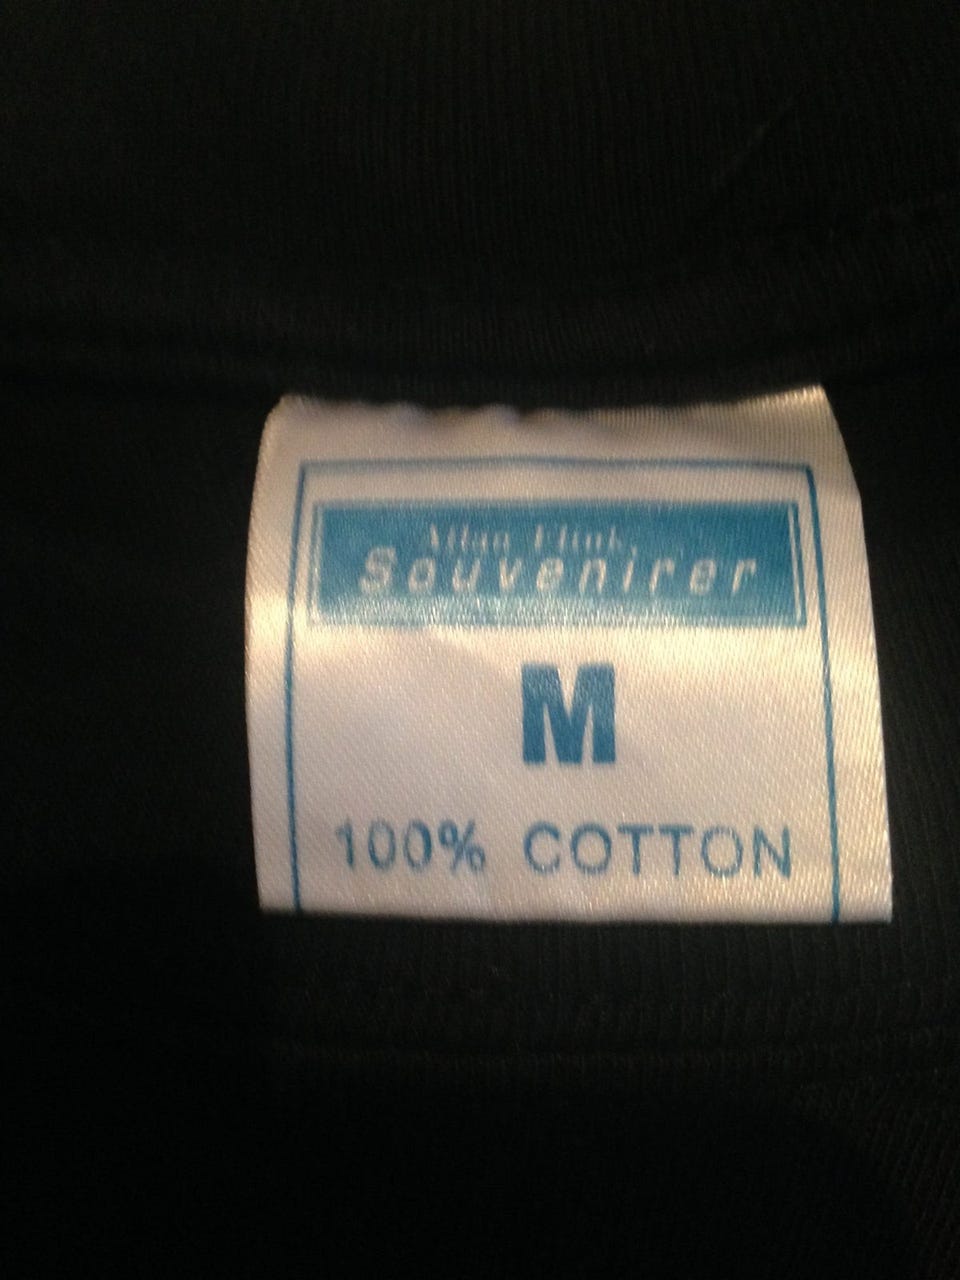 Allan Flink
Souvenirer
M
100% COTTON